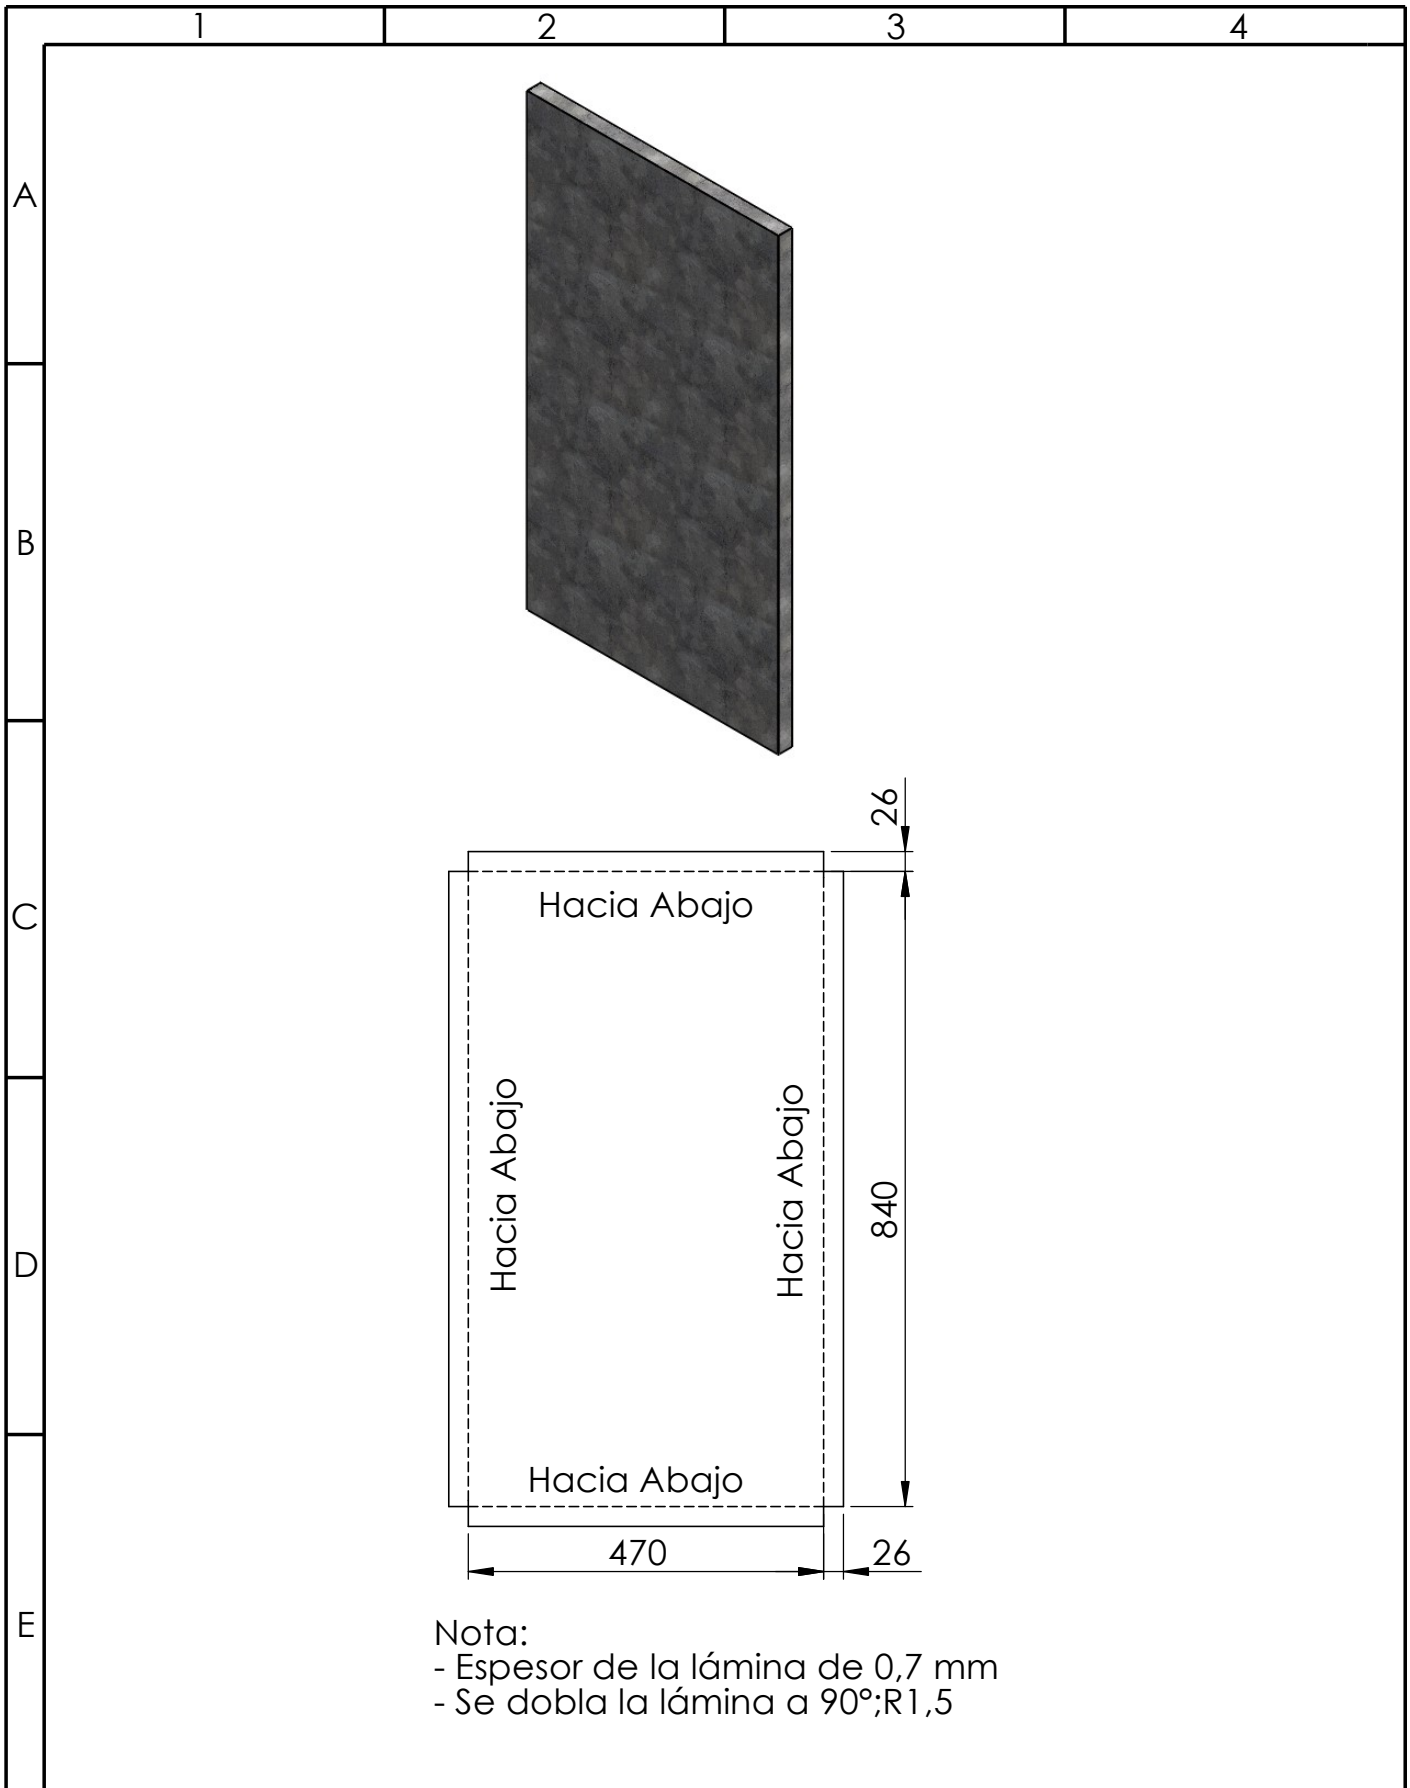 1
2
3
4
A
B
C
D
E
26
Hacia Abajo
Hacia Abajo
Hacia Abajo
840
Hacia Abajo
470
26
Nota:
- Espesor de la lámina de 0,7 mm
- Se dobla la lámina a 90°;R1,5